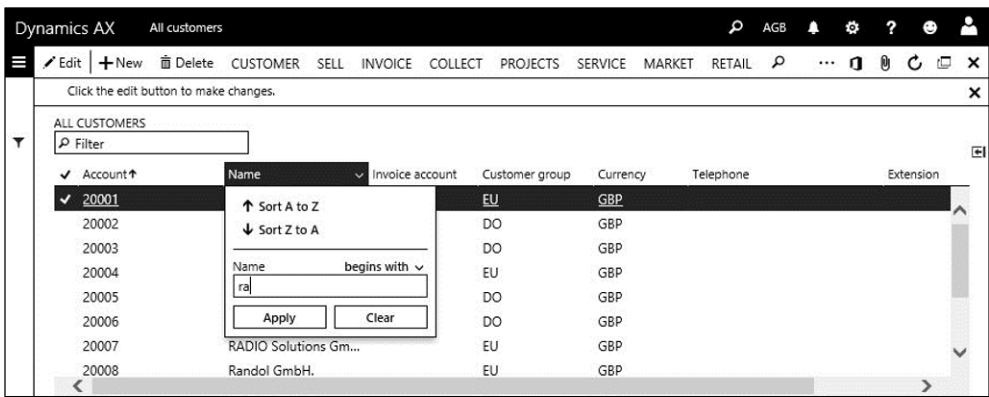 Dynamics AX All customers AGB ?
Edit New Delete CUSTOMER SELL INVOICE COLLECT PROJECTS SERVICE MARKET RETAIL ...
Click the edit button to make changes.
ALL CUSTOMERS
Filter
Account Name Invoice account Customer group Currency Telephone Extension
20001 EU GBP
Sort A to Z
20002 DO GBP
Sort Z to A
20003 DO GBP
Name begins with
20004 EU GBP
ra
20005 DO GBP
Apply Clear
20006 DO GBP
20007 RADIO Solutions Gm... EU GBP
20008 Randol GmbH. EU GBP